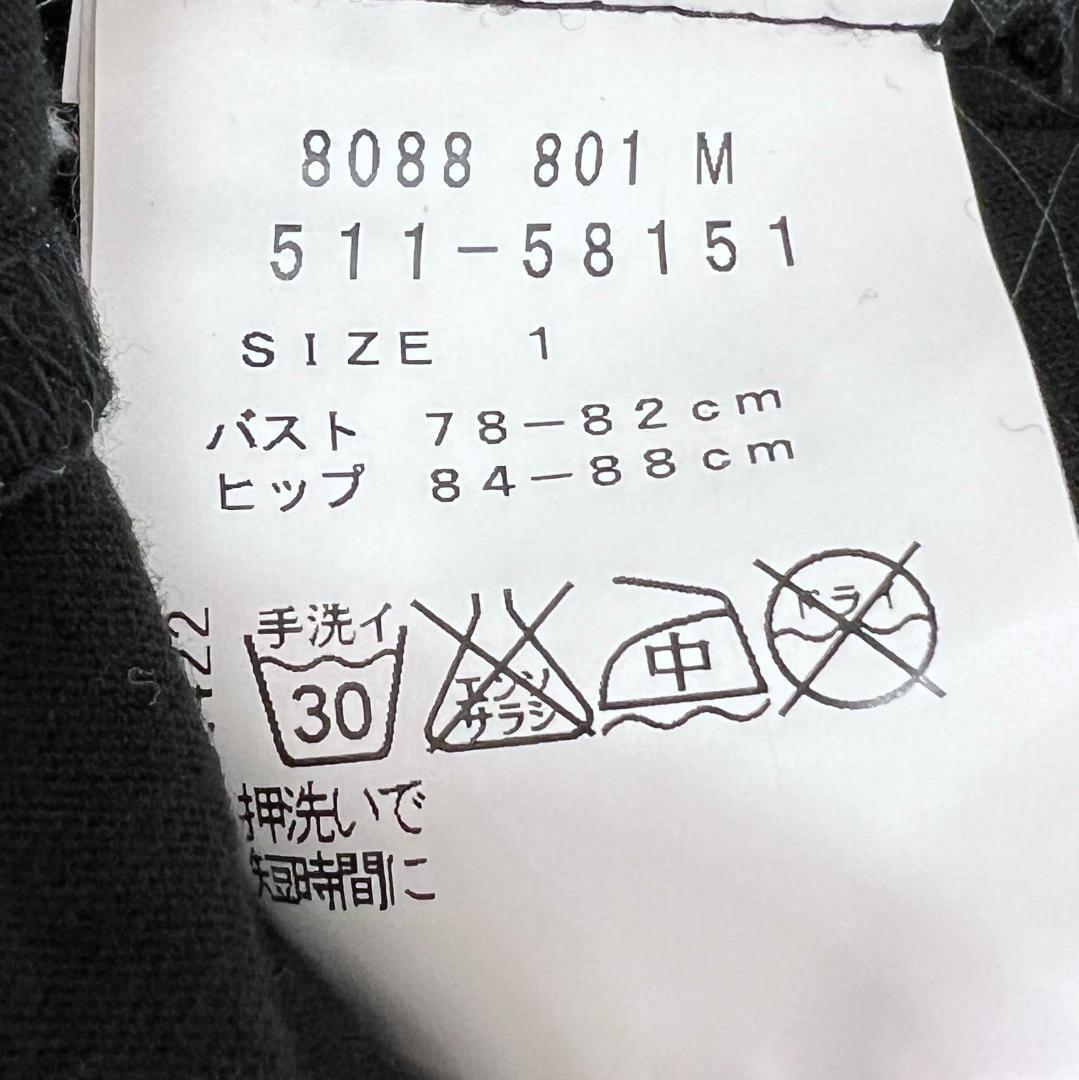 8088 801 M
511-58151
SIZE 1
バスト 78-82cm
ヒップ 84-88cm
手洗イ
30
エンソ
サラシ
中
ドライ
押洗いで
短時間に